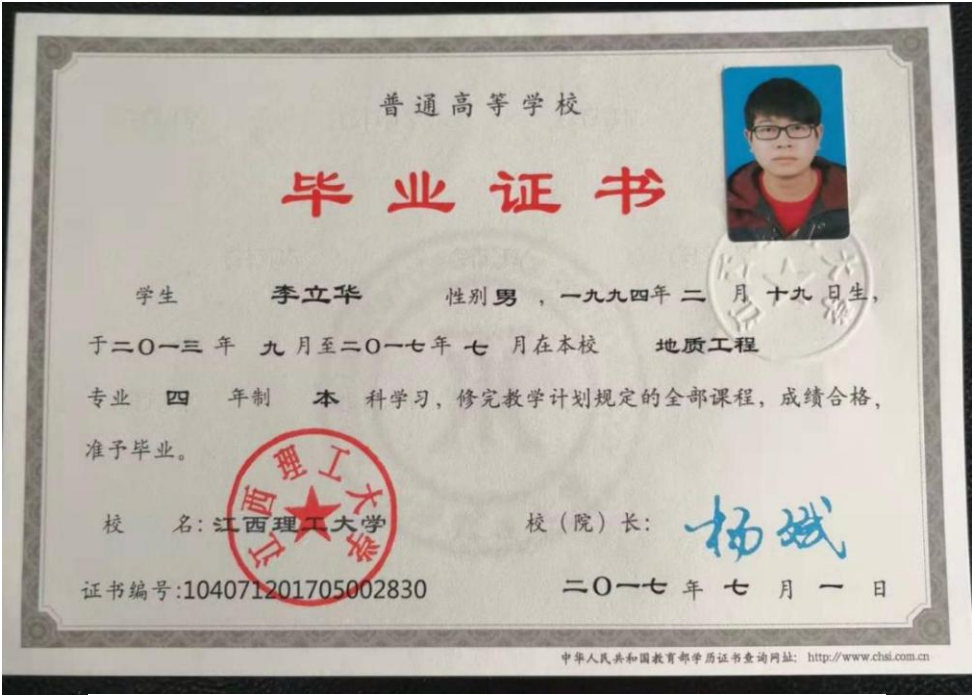 普通高等学校
毕业证书
学生 李立华 性别 男 ，一九九四年 二 月 十九 日生，
于二〇一三 年 九 月至二〇一七年 七 月在本校 地质工程
专业 四 年制 本 科学习，修完教学计划规定的全部课程，成绩合格，
准予毕业。
江西理工大学
校 名：江西理工大学 校（院）长： 杨斌
证书编号:104071201705002830 二〇一七 年 七 月 一 日
中华人民共和国教育部学历证书查询网址： http://www.chsi.com.cn